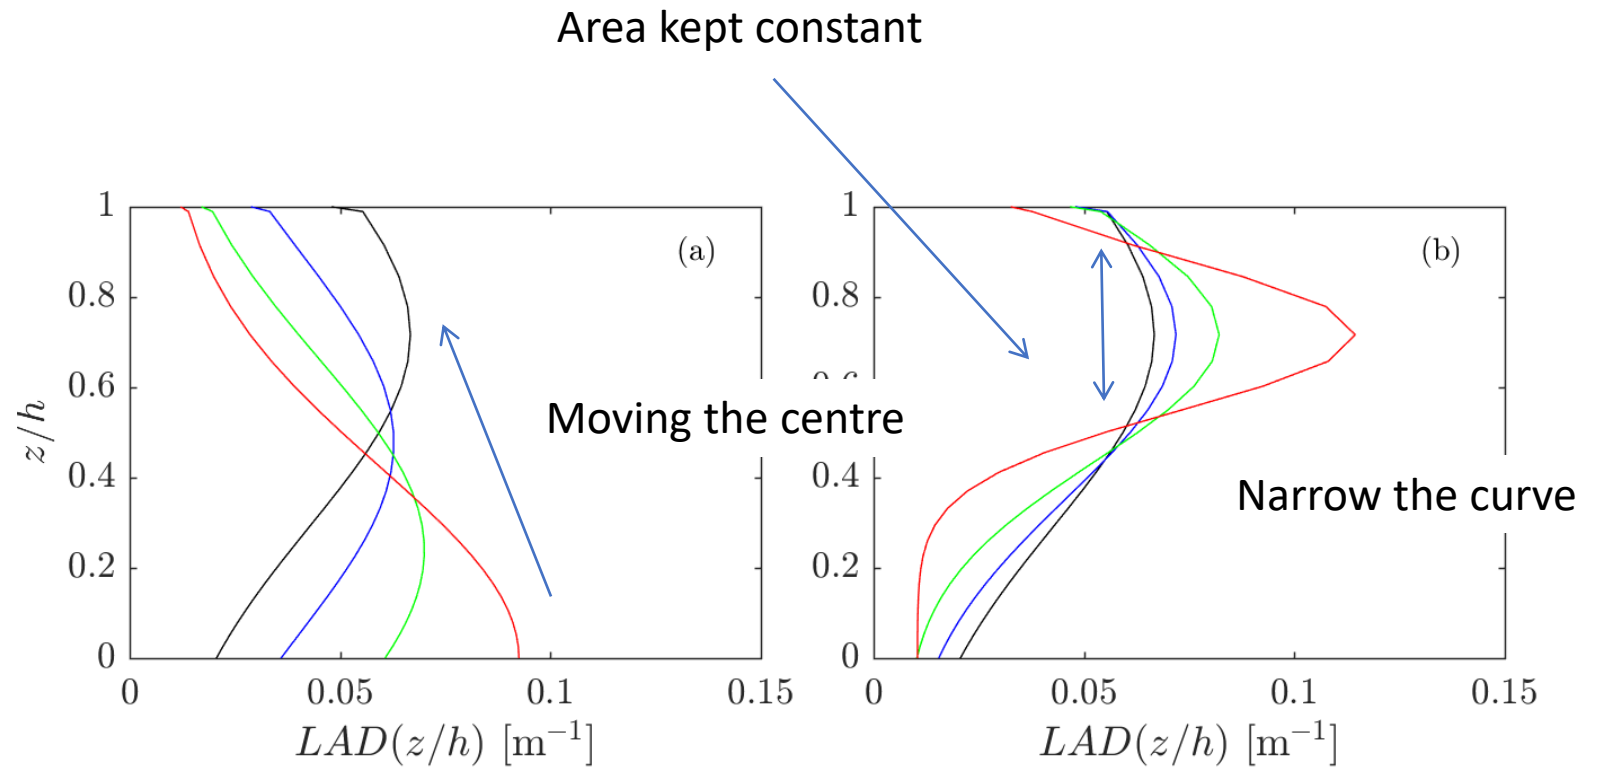 Area kept constant
1
(a)
0.8
0.6
0.4
0.2
0
z/h
0
0.05
0.1
0.15
LAD(z/h) [m⁻¹]
Moving the centre
1
(b)
0.8
0.2
0.4
0
0
0.05
0.1
0.15
LAD(z/h) [m⁻¹]
Narrow the curve